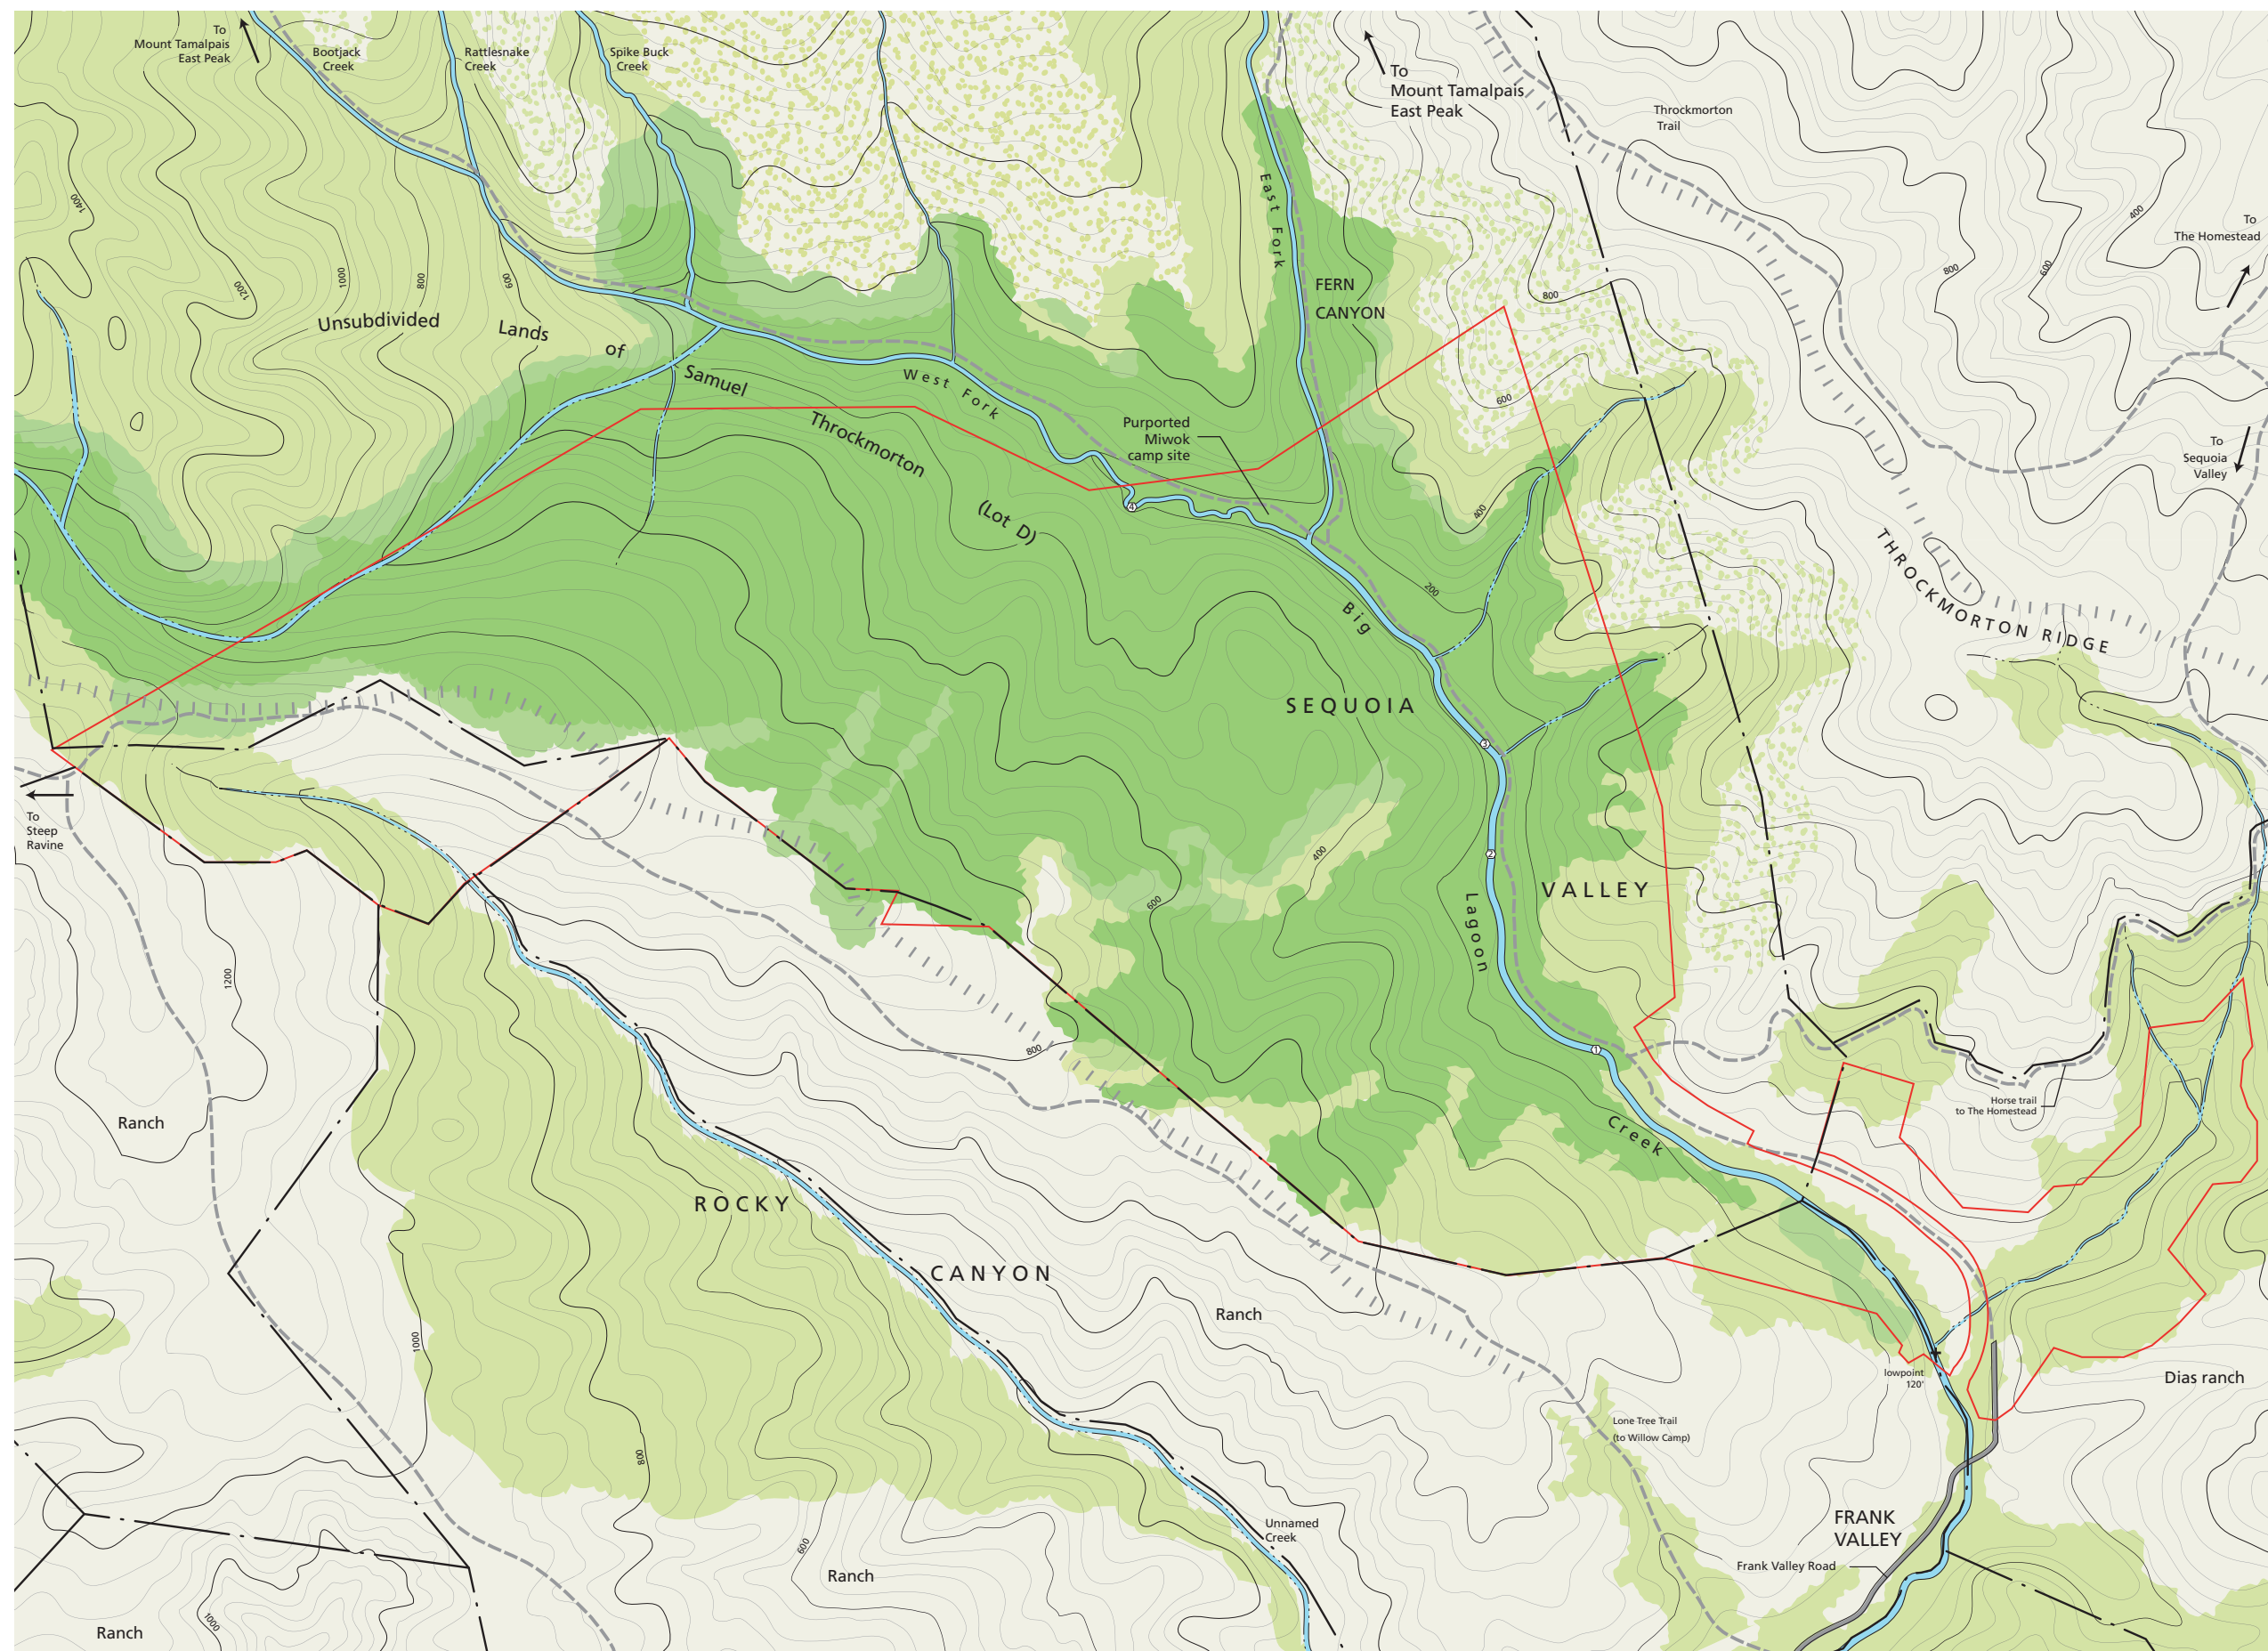 To
Mount Tamalpais
East Peak
Bootjack
Creek
Rattlesnake
Creek
Spike Buck
Creek
To
Mount Tamalpais
East Peak
Throckmorton
Trail
To
The Homestead
1400
1200
1000
800
600
East Fork
FERN
CANYON
800
800
600
400
Unsubdivided
Lands
of
Samuel
Throckmorton
(Lot D)
West Fork
Purported
Miwok
camp site
600
400
200
To
Sequoia
Valley
THROCKMORTON RIDGE
4
Big
SEQUOIA
3
2
VALLEY
Lagoon
1
Creek
To
Steep
Ravine
400
600
800
1200
Ranch
Horse trail
to The Homestead
ROCKY
CANYON
Ranch
1000
800
600
lowpoint
120'
Dias ranch
Lone Tree Trail
(to Willow Camp)
Unnamed
Creek
FRANK
VALLEY
Frank Valley Road
Ranch
1000
Ranch